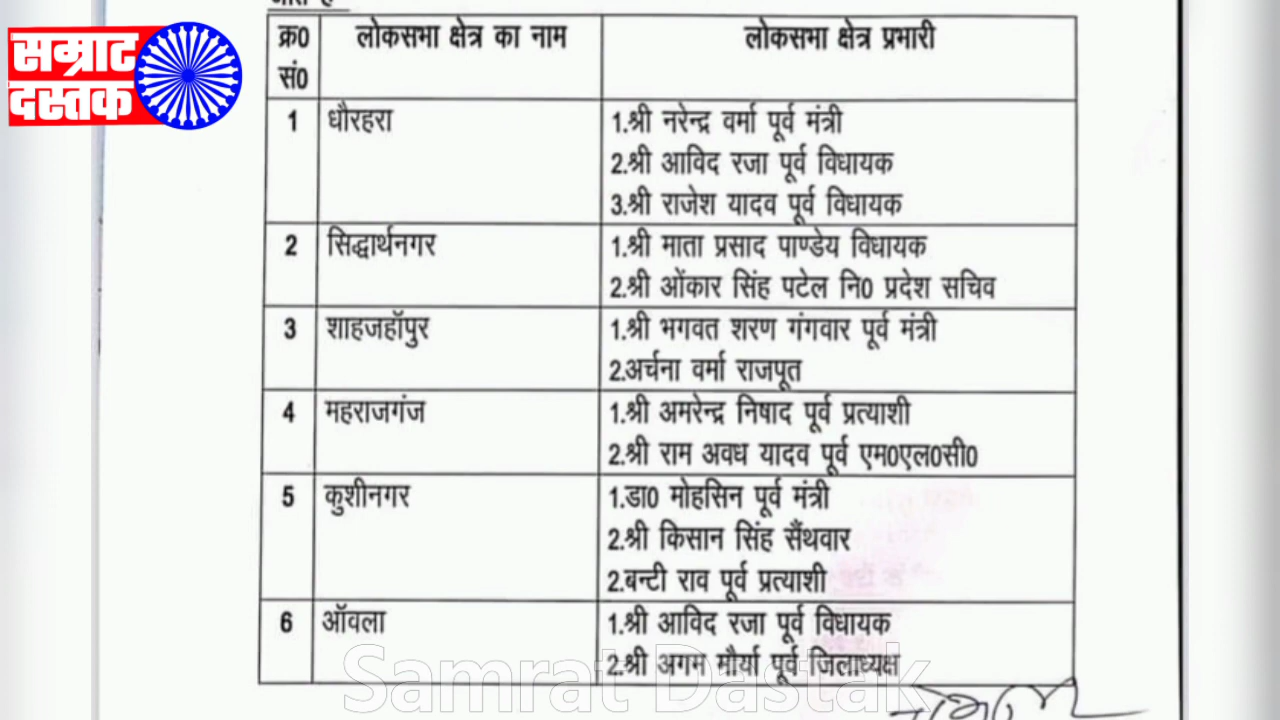 सम्राट
दस्तक
क्र0
सं0
लोकसभा क्षेत्र का नाम
लोकसभा क्षेत्र प्रभारी
1
धौरहरा
1.श्री नरेन्द्र वर्मा पूर्व मंत्री
2.श्री आविद रजा पूर्व विधायक
3.श्री राजेश यादव पूर्व विधायक
2
सिद्धार्थनगर
1.श्री माता प्रसाद पाण्डेय विधायक
2.श्री ओंकार सिंह पटेल नि0 प्रदेश सचिव
3
शाहजहॉपुर
1.श्री भगवत शरण गंगवार पूर्व मंत्री
2.अर्चना वर्मा राजपूत
4
महराजगंज
1.श्री अमरेन्द्र निषाद पूर्व प्रत्याशी
2.श्री राम अवध यादव पूर्व एम0एल0सी0
5
कुशीनगर
1.डा0 मोहसिन पूर्व मंत्री
2.श्री किसान सिंह सैंथवार
2.बन्टी राव पूर्व प्रत्याशी
6
ऑवला
1.श्री आविद रजा पूर्व विधायक
2.श्री अगम मौर्या पूर्व जिलाध्यक्ष
Samrat Dastak